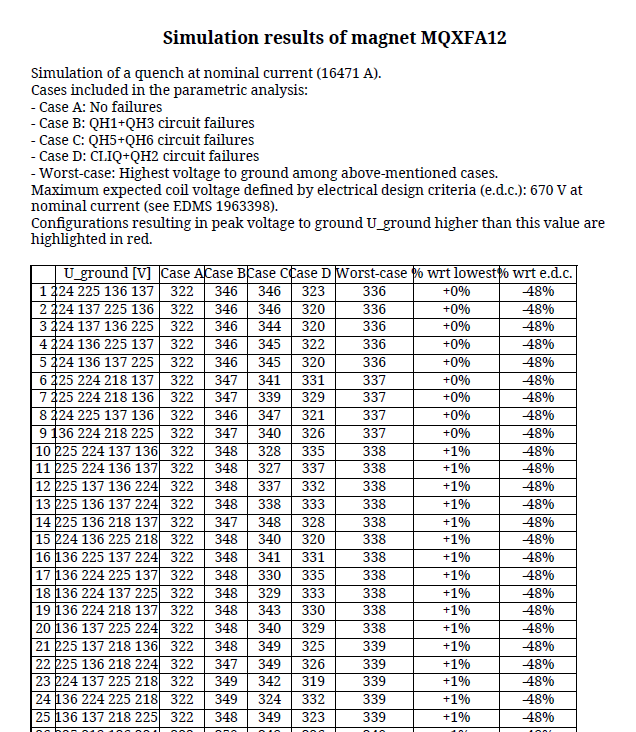 Simulation results of magnet MQXFA12
Simulation of a quench at nominal current (16471 A).
Cases included in the parametric analysis:
- Case A: No failures
- Case B: QH1+QH3 circuit failures
- Case C: QH5+QH6 circuit failures
- Case D: CLIQ+QH2 circuit failures
- Worst-case: Highest voltage to ground among above-mentioned cases.
Maximum expected coil voltage defined by electrical design criteria (e.d.c.): 670 V at
nominal current (see EDMS 1963398).
Configurations resulting in peak voltage to ground U_ground higher than this value are
highlighted in red.
U_ground [V] Case A Case B Case C Case D Worst-case % wrt lowest % wrt e.d.c.
1 224 225 136 137 322 346 346 323 336 +0% -48%
2 224 137 225 136 322 346 346 320 336 +0% -48%
3 224 137 136 225 322 346 344 320 336 +0% -48%
4 224 136 225 137 322 346 345 322 336 +0% -48%
5 224 136 137 225 322 346 345 320 336 +0% -48%
6 225 224 218 137 322 347 341 331 337 +0% -48%
7 225 224 218 136 322 347 339 329 337 +0% -48%
8 224 225 137 136 322 346 347 321 337 +0% -48%
9 136 224 218 225 322 347 340 326 337 +0% -48%
10 225 224 137 136 322 348 328 335 338 +1% -48%
11 225 224 136 137 322 348 327 337 338 +1% -48%
12 225 137 136 224 322 348 337 332 338 +1% -48%
13 225 136 137 224 322 348 338 333 338 +1% -48%
14 225 136 218 137 322 347 348 328 338 +1% -48%
15 224 136 225 218 322 348 340 320 338 +1% -48%
16 136 225 137 224 322 348 341 331 338 +1% -48%
17 136 224 225 137 322 348 330 335 338 +1% -48%
18 136 224 137 225 322 348 329 333 338 +1% -48%
19 136 224 218 137 322 348 343 330 338 +1% -48%
20 136 137 225 224 322 348 340 329 338 +1% -48%
21 225 137 218 136 322 348 349 325 339 +1% -48%
22 225 136 218 224 322 347 349 326 339 +1% -48%
23 224 137 225 218 322 349 342 319 339 +1% -48%
24 136 224 225 218 322 349 324 332 339 +1% -48%
25 136 137 218 225 322 348 349 323 339 +1% -48%